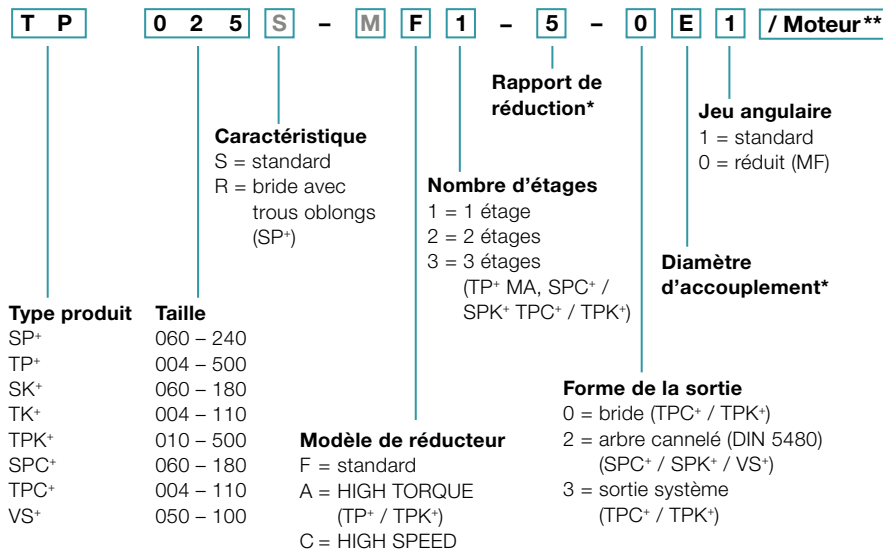 T P 0 2 5 S – M F 1 – 5 – 0 E 1 / Moteur**
Rapport de
réduction*
Jeu angulaire
1 = standard
0 = réduit (MF)
Caractéristique
S = standard
R = bride avec
trous oblongs
(SP+)
Nombre d'étages
1 = 1 étage
2 = 2 étages
3 = 3 étages
(TP+ MA, SPC+ /
SPK+ TPC+ / TPK+)
Diamètre
d'accouplement*
Type produit
SP+
TP+
SK+
TK+
TPK+
SPC+
TPC+
VS+
Taille
060 – 240
004 – 500
060 – 180
004 – 110
010 – 500
060 – 180
004 – 110
050 – 100
Modèle de réducteur
F = standard
A = HIGH TORQUE
(TP+ / TPK+)
C = HIGH SPEED
Forme de la sortie
0 = bride (TPC+ / TPK+)
2 = arbre cannelé (DIN 5480)
(SPC+ / SPK+ / VS+)
3 = sortie système
(TPC+ / TPK+)